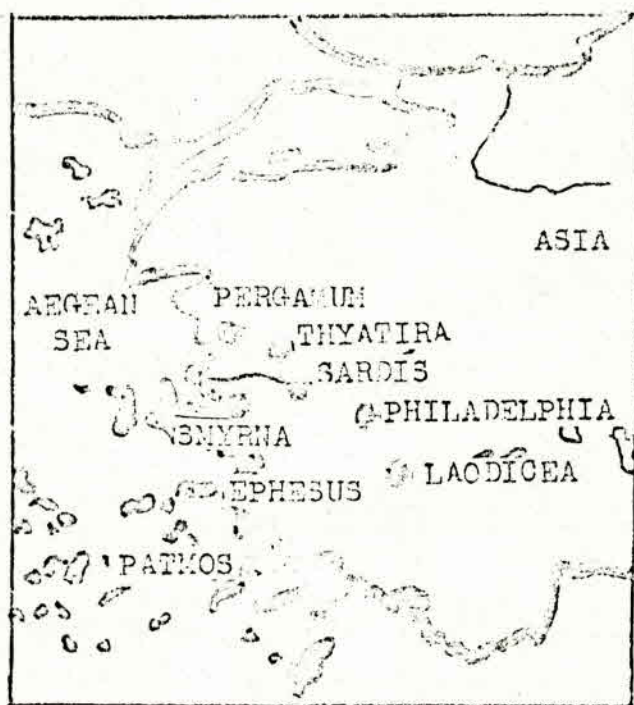 ASIA
AEGEAN
SEA
PERGAMUM
THYATIRA
SARDIS
PHILADELPHIA
SMYRNA
LAODICEA
EPHESUS
PATMOS